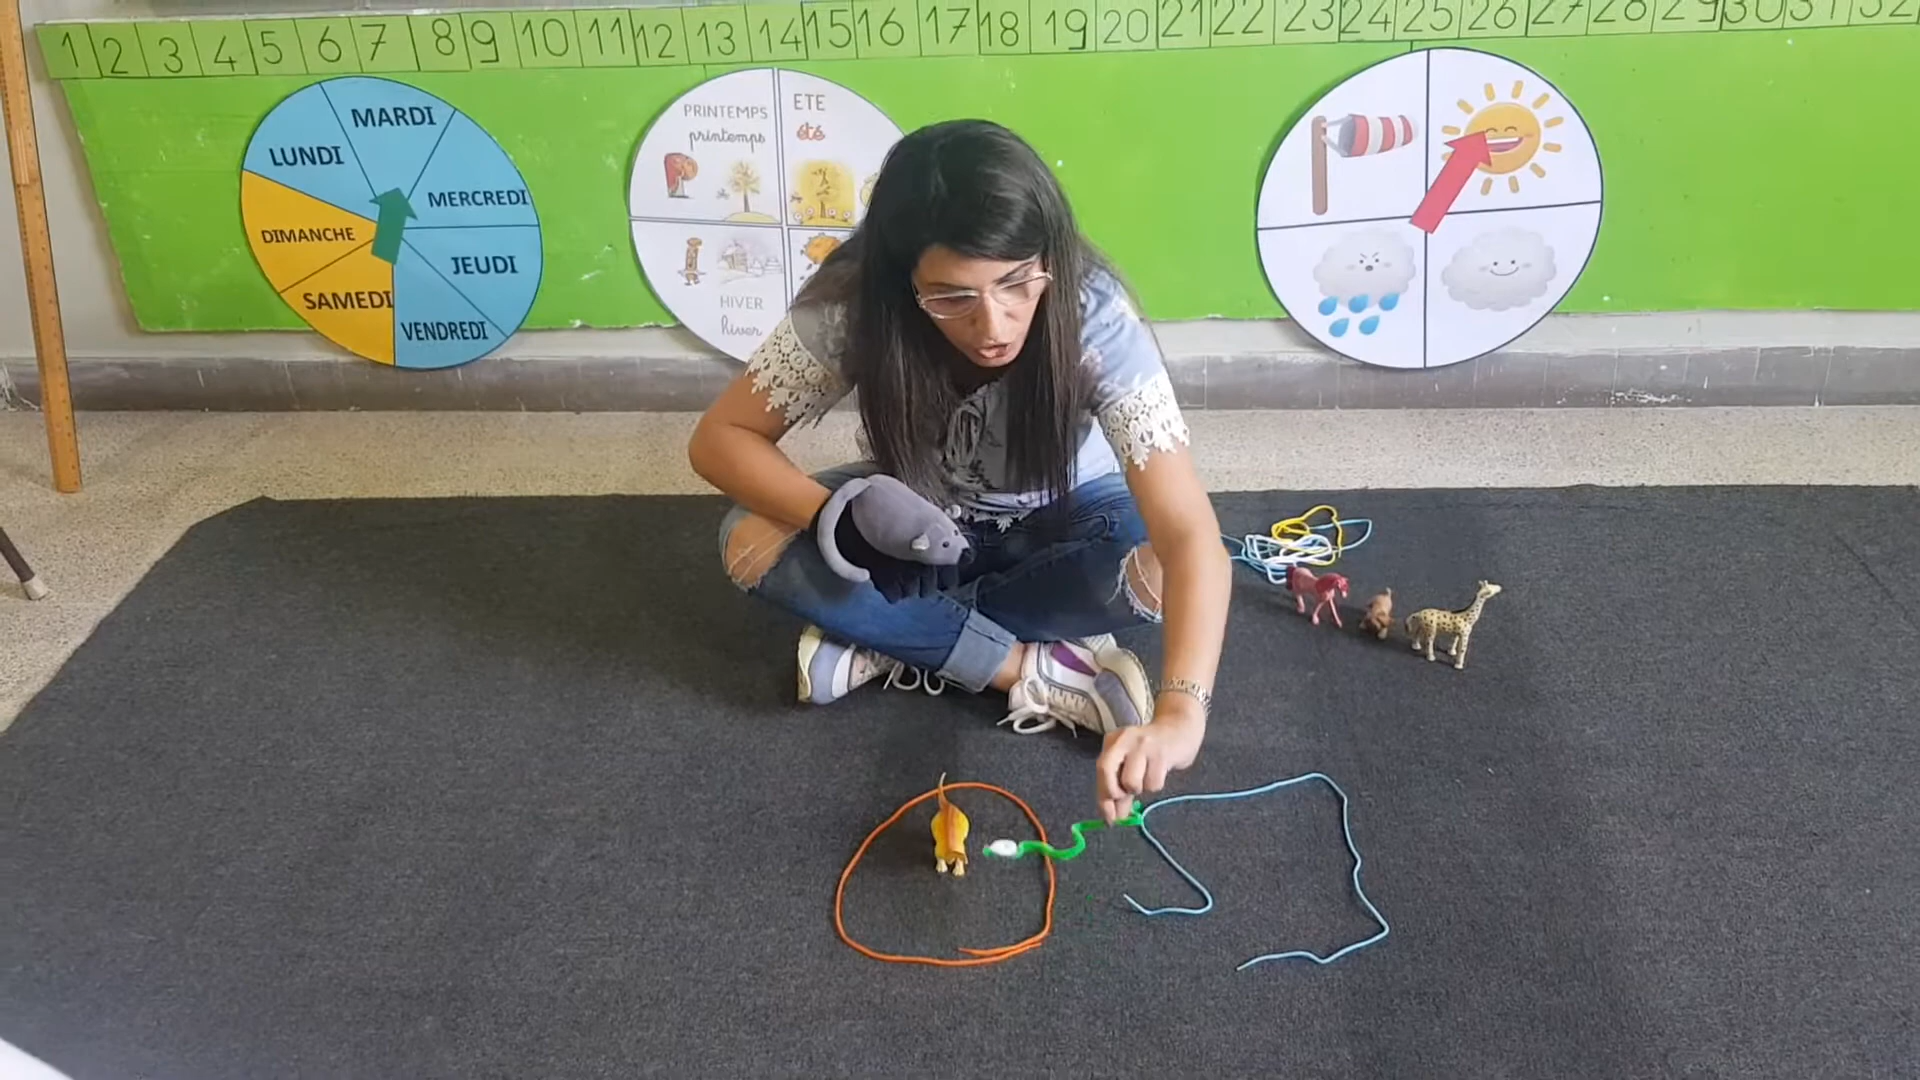 1 2 3 4 5 6 7 8 9 10 11 12 13 14 15 16 17 18 19 20 21 22 23 24 25 26 27 28 29 30 31 32
MARDI
LUNDI
MERCREDI
DIMANCHE
JEUDI
SAMEDI
VENDREDI
PRINTEMPS
printemps
ETE
été
HIVER
hiver